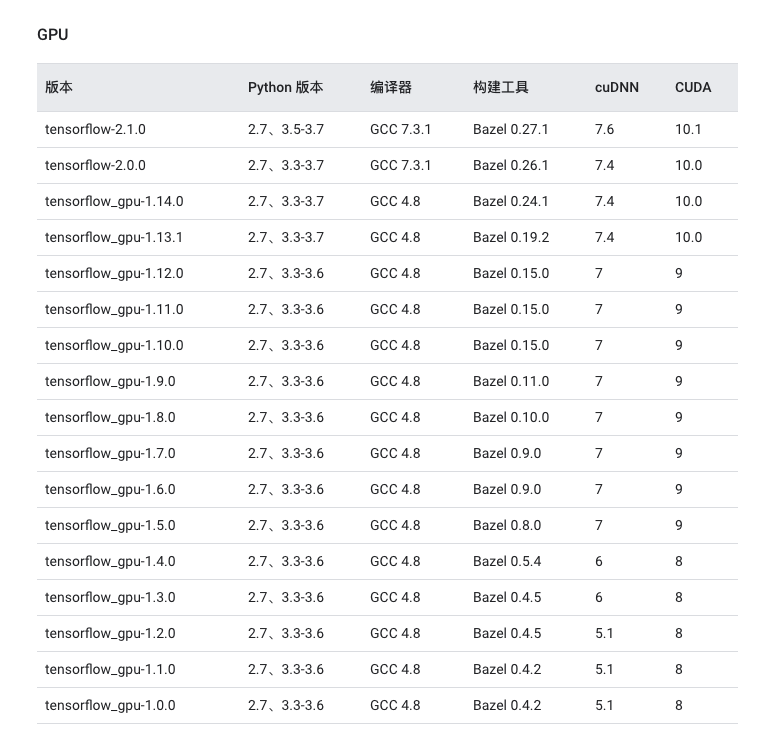 GPU
版本 Python 版本 编译器 构建工具 cuDNN CUDA
tensorflow-2.1.0 2.7、3.5-3.7 GCC 7.3.1 Bazel 0.27.1 7.6 10.1
tensorflow-2.0.0 2.7、3.3-3.7 GCC 7.3.1 Bazel 0.26.1 7.4 10.0
tensorflow_gpu-1.14.0 2.7、3.3-3.7 GCC 4.8 Bazel 0.24.1 7.4 10.0
tensorflow_gpu-1.13.1 2.7、3.3-3.7 GCC 4.8 Bazel 0.19.2 7.4 10.0
tensorflow_gpu-1.12.0 2.7、3.3-3.6 GCC 4.8 Bazel 0.15.0 7 9
tensorflow_gpu-1.11.0 2.7、3.3-3.6 GCC 4.8 Bazel 0.15.0 7 9
tensorflow_gpu-1.10.0 2.7、3.3-3.6 GCC 4.8 Bazel 0.15.0 7 9
tensorflow_gpu-1.9.0 2.7、3.3-3.6 GCC 4.8 Bazel 0.11.0 7 9
tensorflow_gpu-1.8.0 2.7、3.3-3.6 GCC 4.8 Bazel 0.10.0 7 9
tensorflow_gpu-1.7.0 2.7、3.3-3.6 GCC 4.8 Bazel 0.9.0 7 9
tensorflow_gpu-1.6.0 2.7、3.3-3.6 GCC 4.8 Bazel 0.9.0 7 9
tensorflow_gpu-1.5.0 2.7、3.3-3.6 GCC 4.8 Bazel 0.8.0 7 9
tensorflow_gpu-1.4.0 2.7、3.3-3.6 GCC 4.8 Bazel 0.5.4 6 8
tensorflow_gpu-1.3.0 2.7、3.3-3.6 GCC 4.8 Bazel 0.4.5 6 8
tensorflow_gpu-1.2.0 2.7、3.3-3.6 GCC 4.8 Bazel 0.4.5 5.1 8
tensorflow_gpu-1.1.0 2.7、3.3-3.6 GCC 4.8 Bazel 0.4.2 5.1 8
tensorflow_gpu-1.0.0 2.7、3.3-3.6 GCC 4.8 Bazel 0.4.2 5.1 8